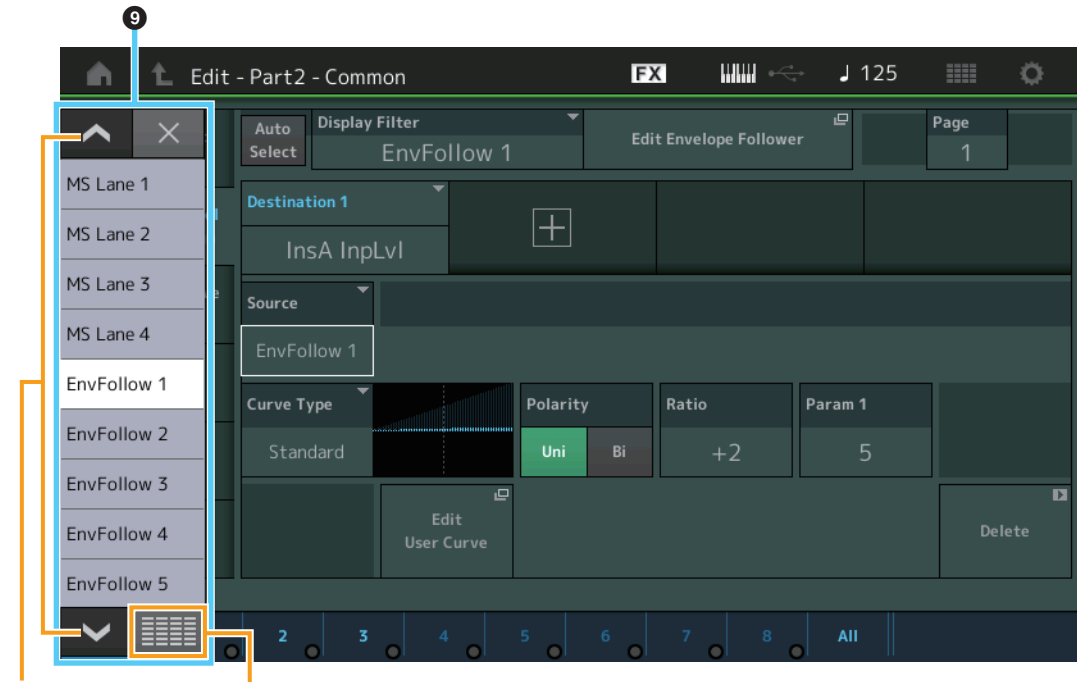 9
Edit - Part2 - Common
FX
125
Auto Select
Display Filter
EnvFollow 1
Edit Envelope Follower
Page
1
MS Lane 1
MS Lane 2
MS Lane 3
MS Lane 4
EnvFollow 1
EnvFollow 2
EnvFollow 3
EnvFollow 4
EnvFollow 5
Destination 1
InsA InpLvl
Source
EnvFollow 1
Curve Type
Standard
Polarity
Uni
Bi
Ratio
+2
Param 1
5
Edit
User Curve
Delete
2
3
4
5
6
7
8
All